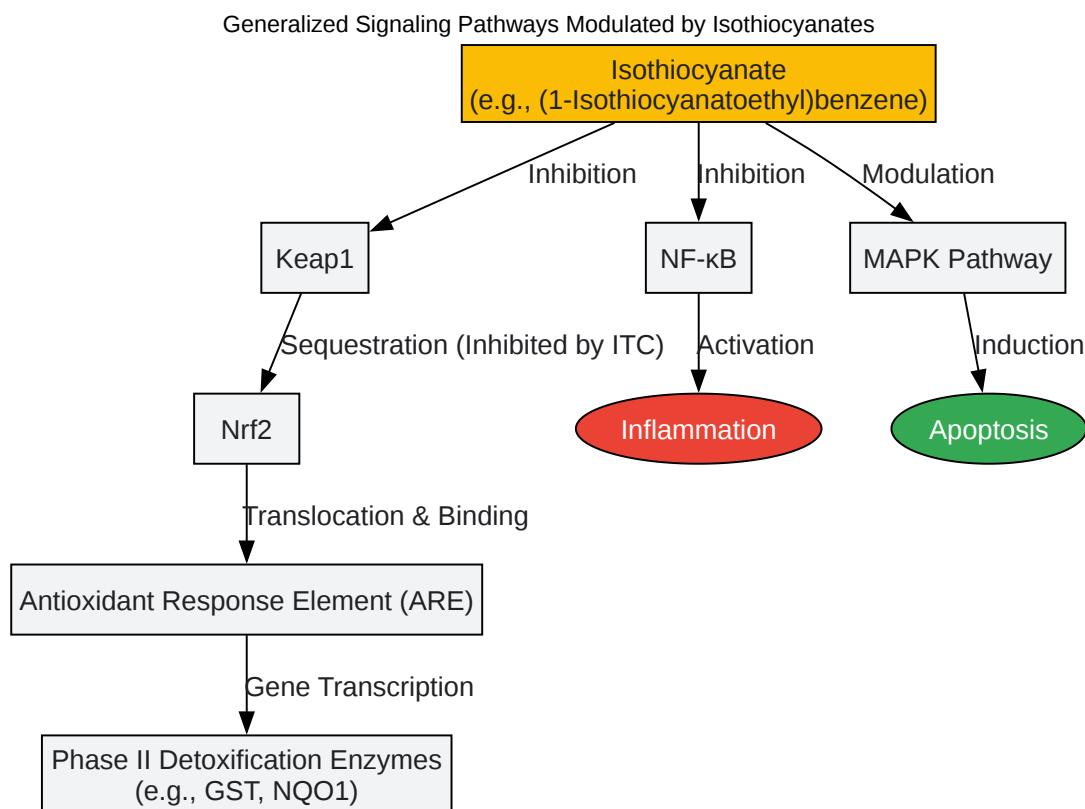 Generalized Signaling Pathways Modulated by Isothiocyanates
Isothiocyanate
(e.g., (1-Isothiocyanatoethyl)benzene)
Inhibition
Inhibition
Modulation
Keap1
NF-κB
MAPK Pathway
Sequestration (Inhibited by ITC)
Activation
Induction
Nrf2
Inflammation
Apoptosis
Translocation & Binding
Antioxidant Response Element (ARE)
Gene Transcription
Phase II Detoxification Enzymes
(e.g., GST, NQO1)